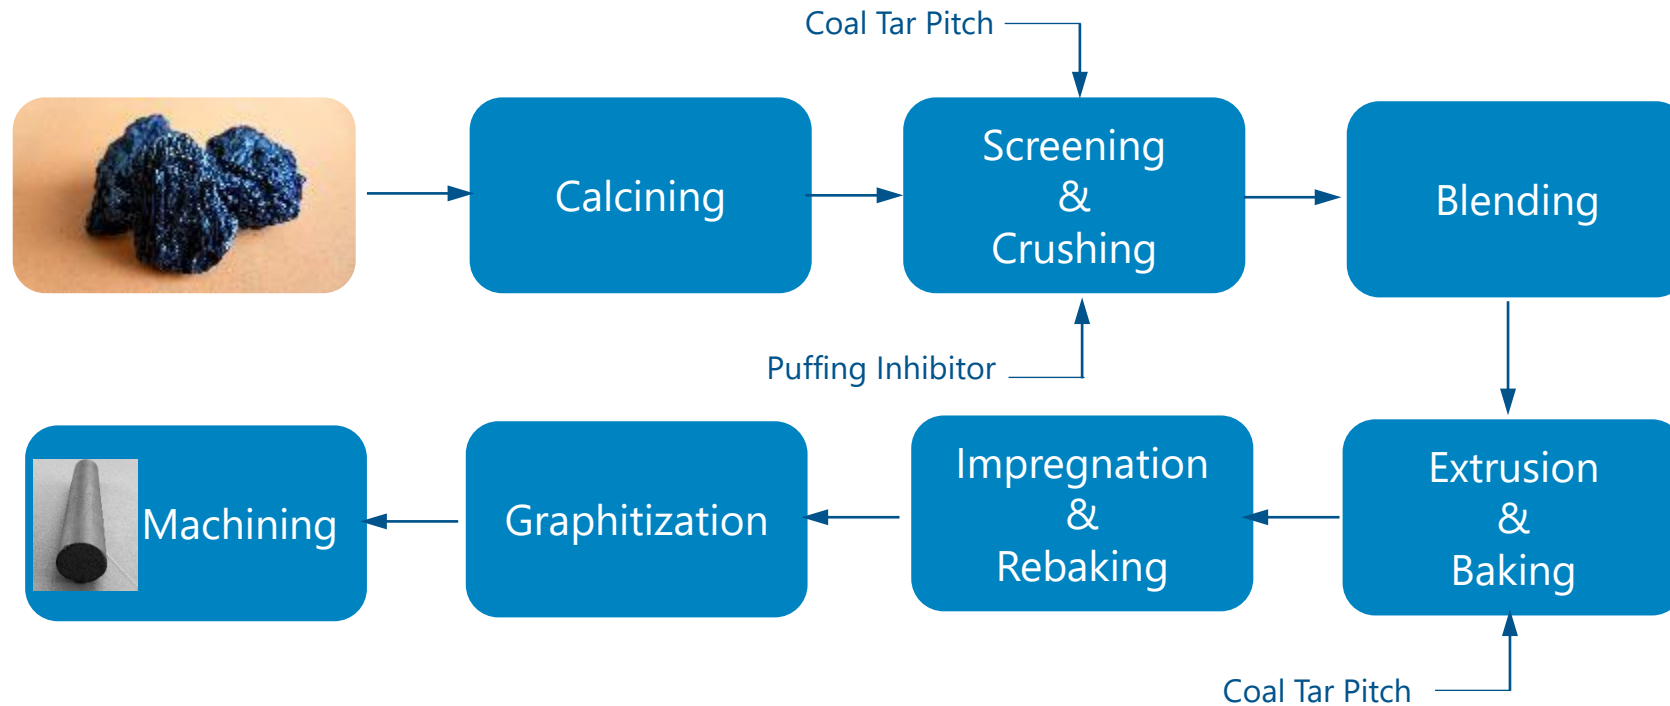 Coal Tar Pitch
Calcining
Screening
&
Crushing
Blending
Puffing Inhibitor
Machining
Graphitization
Impregnation
&
Rebaking
Extrusion
&
Baking
Coal Tar Pitch